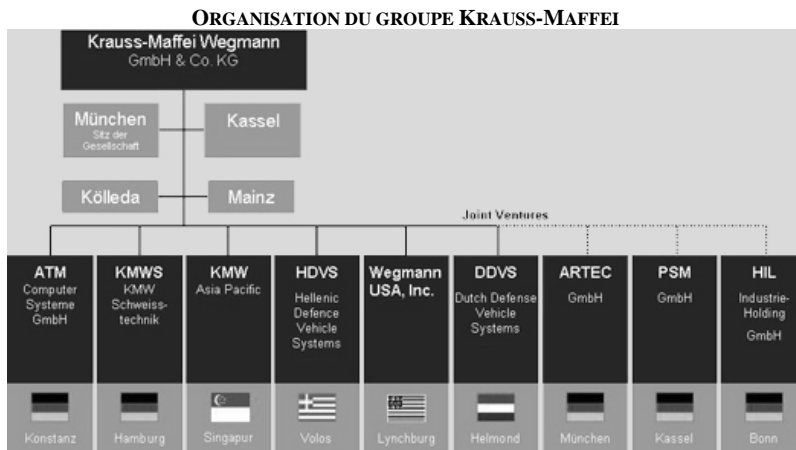 ORGANISATION DU GROUPE KRAUSS-MAFFEI
Krauss-Maffei Wegmann
GmbH & Co. KG
München
Sitz der
Gesellschaft
Kassel
Kölleda
Mainz
Joint Ventures
ATM
Computer
Systeme
GmbH
Konstanz
KMWS
KMW
Schweiss-
technik
Hamburg
KMW
Asia Pacific
Singapur
HDVS
Hellenic
Defence
Vehicle
Systems
Volos
Wegmann
USA, Inc.
Lynchburg
DDVS
Dutch Defense
Vehicle
Systems
Helmond
ARTEC
GmbH
München
PSM
GmbH
Kassel
HIL
Industrie-
Holding
GmbH
Bonn